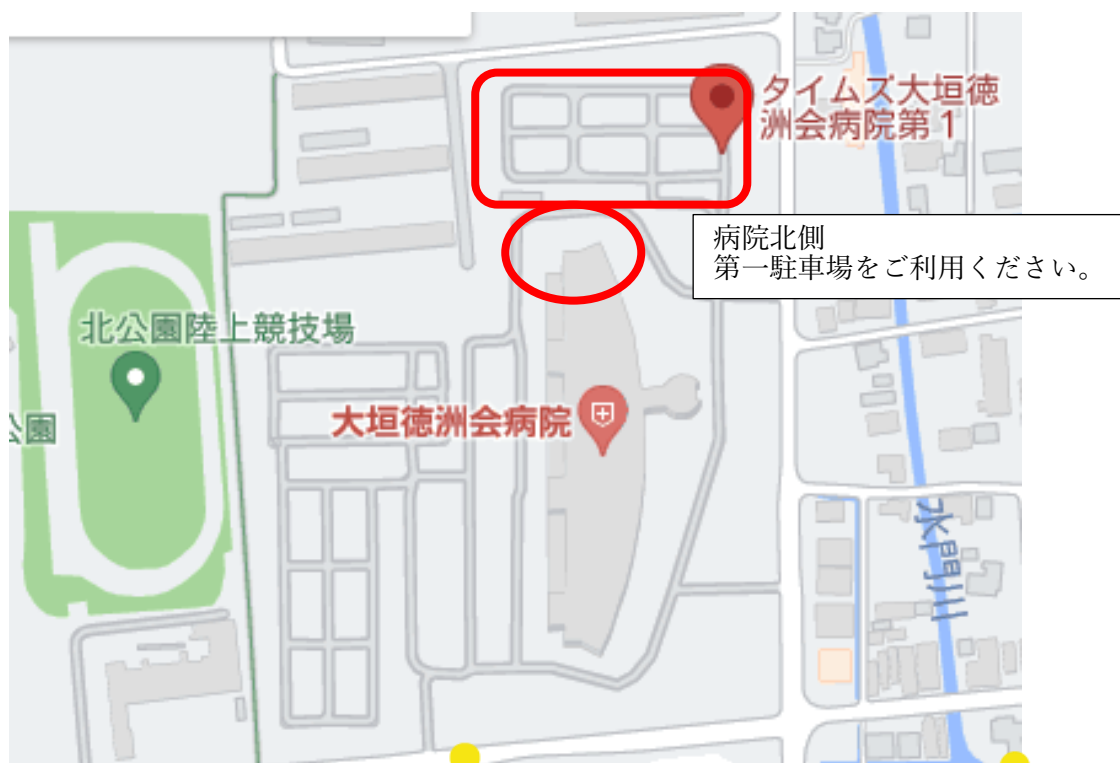 タイムズ大垣徳
洲会病院第1
病院北側
第一駐車場をご利用ください。
北公園陸上競技場
大垣徳洲会病院
公園
水門川